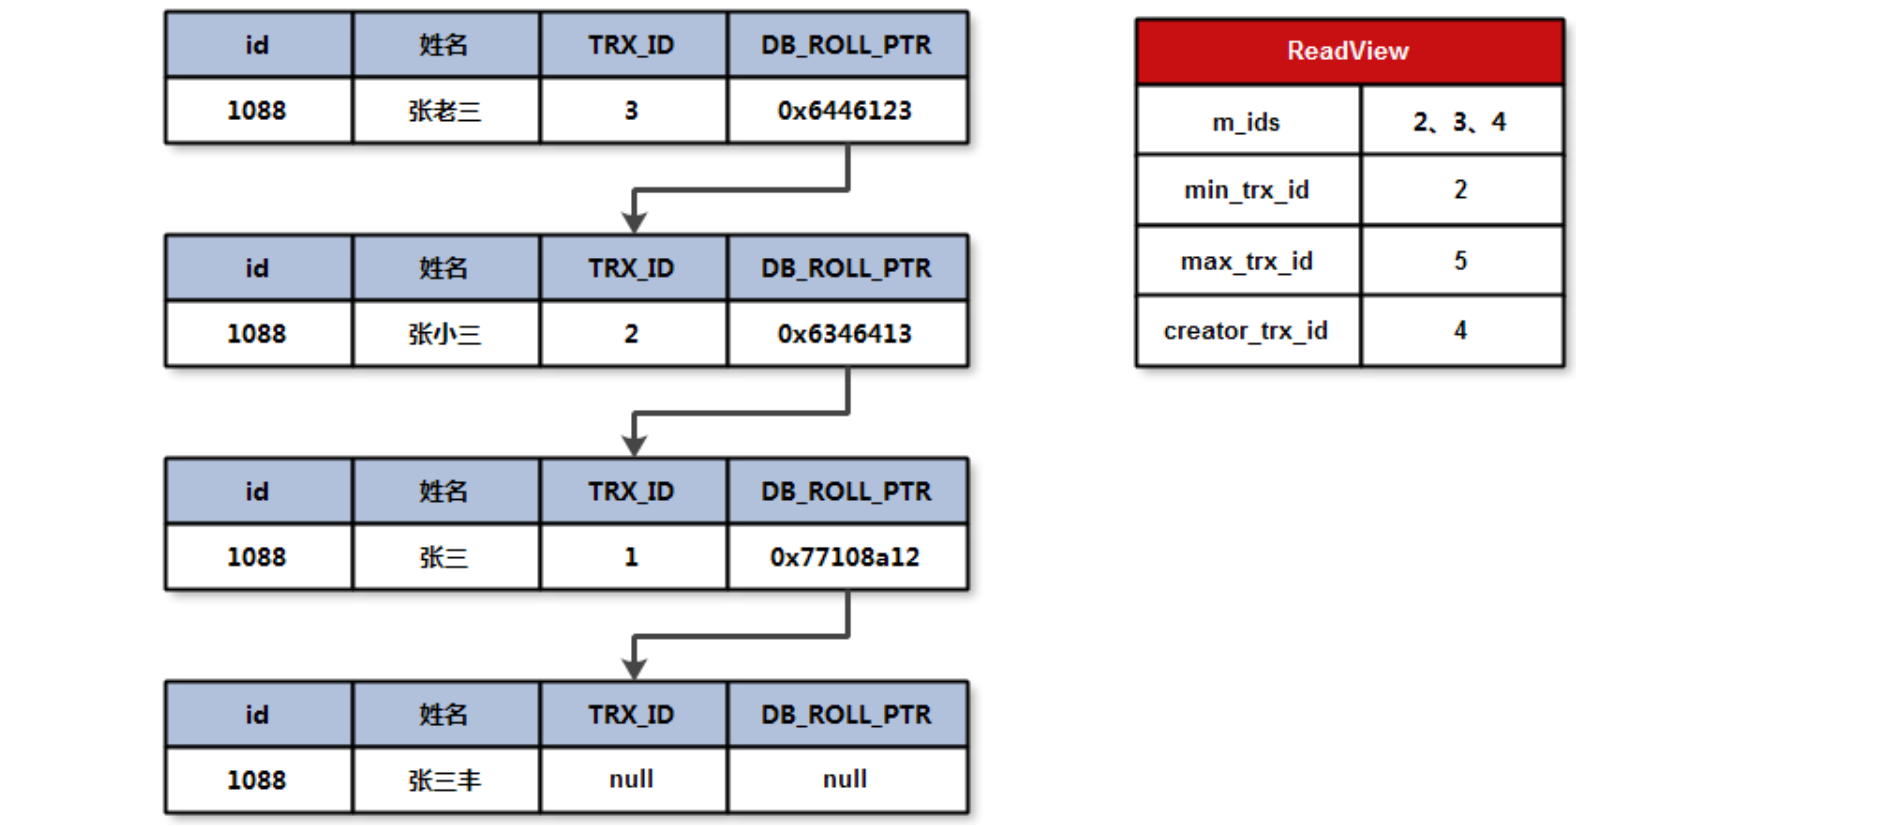 id 姓名 TRX_ID DB_ROLL_PTR
1088 张老三 3 0x6446123
id 姓名 TRX_ID DB_ROLL_PTR
1088 张小三 2 0x6346413
id 姓名 TRX_ID DB_ROLL_PTR
1088 张三 1 0x77108a12
id 姓名 TRX_ID DB_ROLL_PTR
1088 张三丰 null null
ReadView
m_ids 2、3、4
min_trx_id 2
max_trx_id 5
creator_trx_id 4